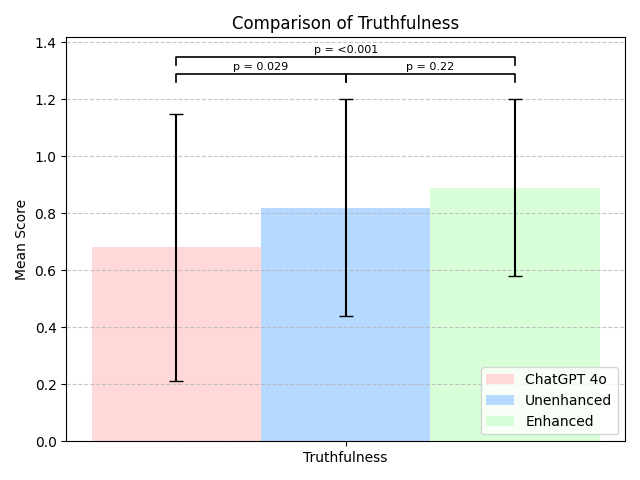 Comparison of Truthfulness
1.4
1.2
1.0
0.8
0.6
0.4
0.2
0.0
Mean Score
p = <0.001
p = 0.029
p = 0.22
ChatGPT 4o
Unenhanced
Enhanced
Truthfulness